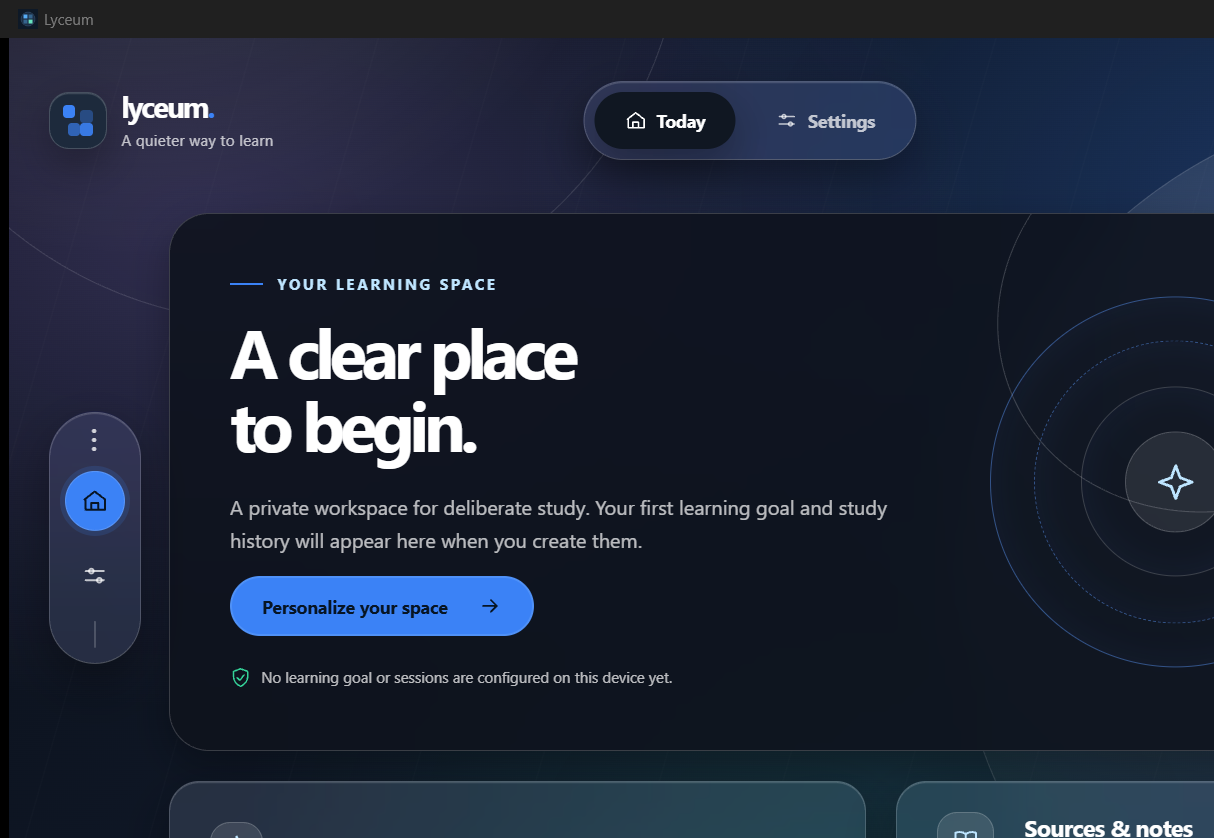 Lyceum
lyceum.
A quieter way to learn
Today
Settings
YOUR LEARNING SPACE
A clear place
to begin.
A private workspace for deliberate study. Your first learning goal and study
history will appear here when you create them.
Personalize your space
No learning goal or sessions are configured on this device yet.
Sources & notes